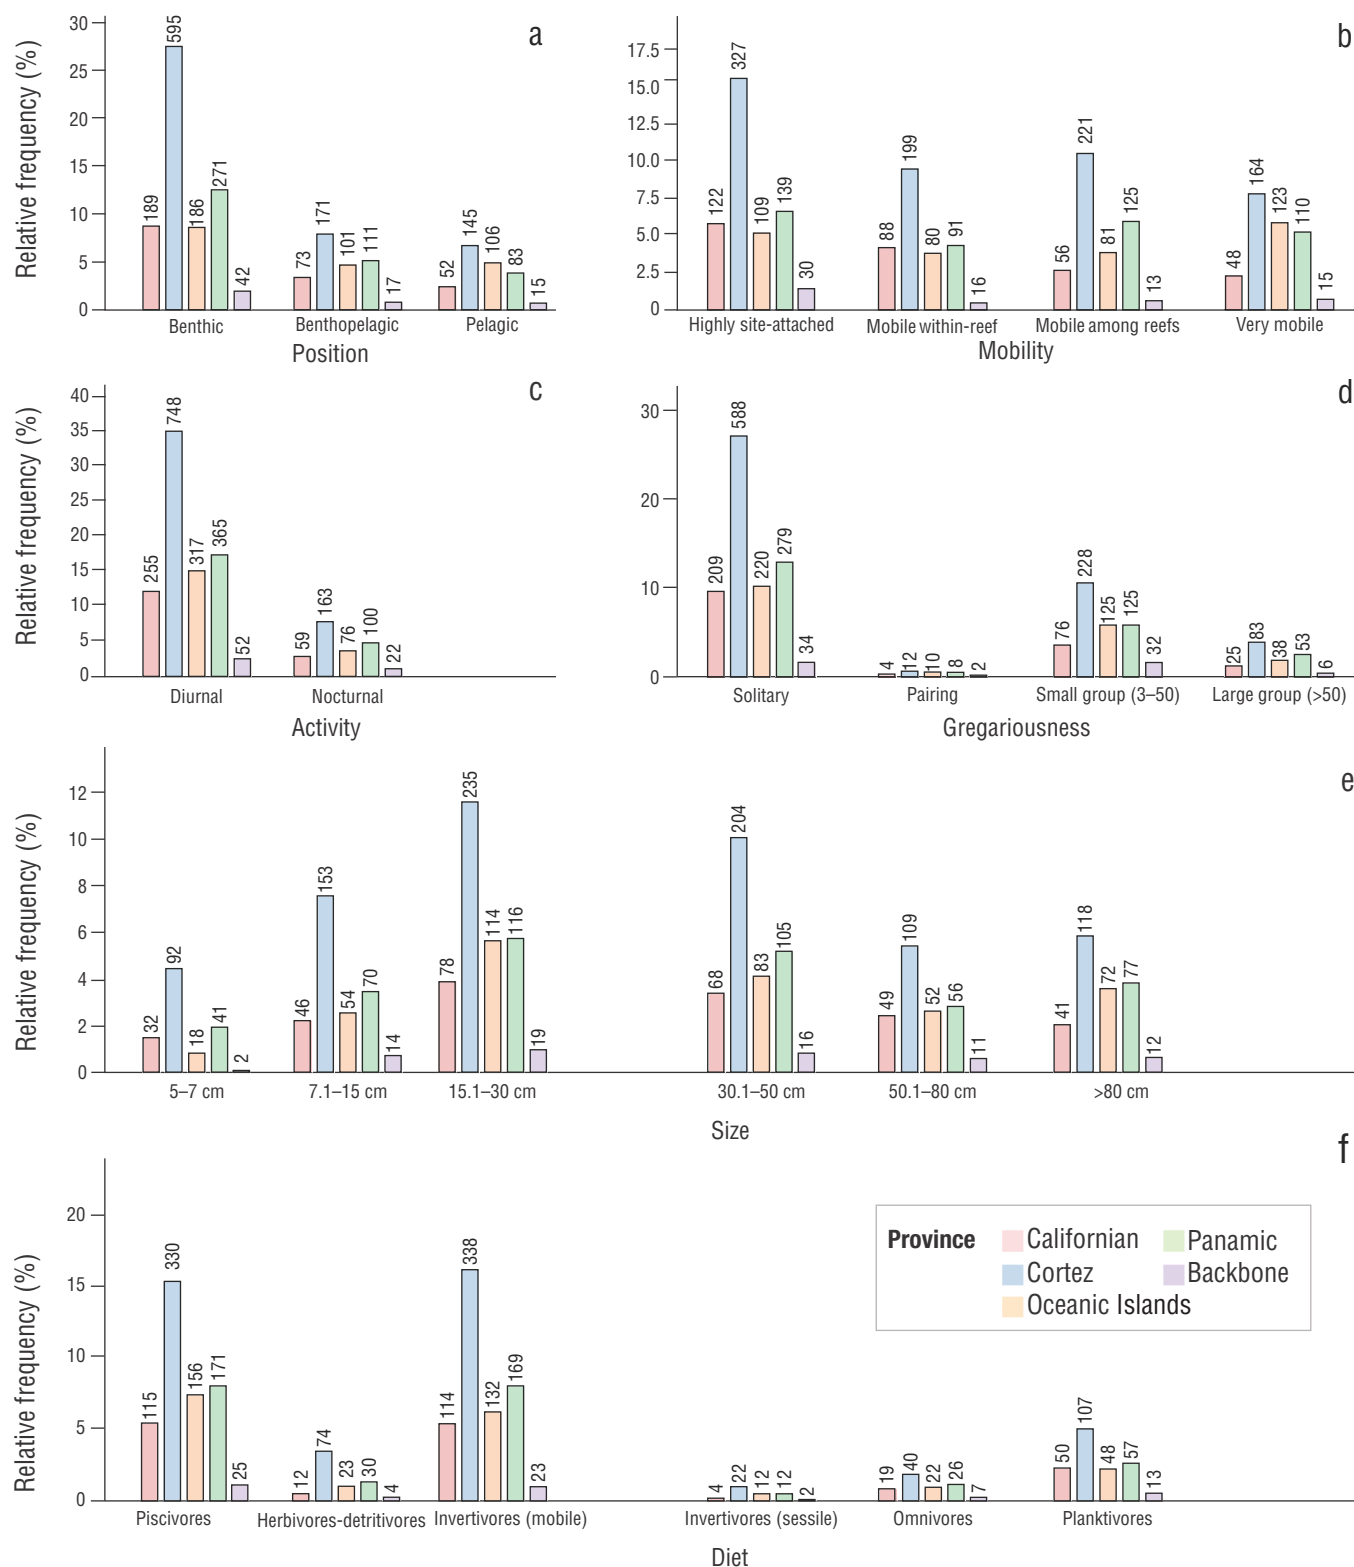 a
Relative frequency (%)
30
25
20
15
10
5
0
189 595 186 271 42
73 171 101 111 17
52 145 106 83 15
Benthic Benthopelagic Pelagic
Position
b
17.5
15.0
12.5
10.0
7.5
5.0
2.5
0
122 327 109 139 30
88 199 80 91 16
56 221 81 125 13
48 164 123 110 15
Highly site-attached Mobile within-reef Mobile among reefs Very mobile
Mobility
c
Relative frequency (%)
40
35
30
25
20
15
10
5
0
255 748 317 365 52
59 163 76 100 22
Diurnal Nocturnal
Activity
d
30
20
10
0
209 588 220 279 34
4 12 10 8 2
76 228 125 125 32
25 83 38 53 6
Solitary Pairing Small group (3–50) Large group (>50)
Gregariousness
e
Relative frequency (%)
12
10
8
6
4
2
0
32 92 18 41 2
46 153 54 70 14
78 235 114 116 19
68 204 83 105 16
49 109 52 56 11
41 118 72 77 12
5–7 cm 7.1–15 cm 15.1–30 cm 30.1–50 cm 50.1–80 cm >80 cm
Size
f
Relative frequency (%)
20
15
10
5
0
115 330 156 171 25
12 74 23 30 4
114 338 132 169 23
4 22 12 12 2
19 40 22 26 7
50 107 48 57 13
Province Californian Panamic
Cortez Backbone
Oceanic Islands
Piscivores Herbivores-detritivores Invertivores (mobile) Invertivores (sessile) Omnivores Planktivores
Diet